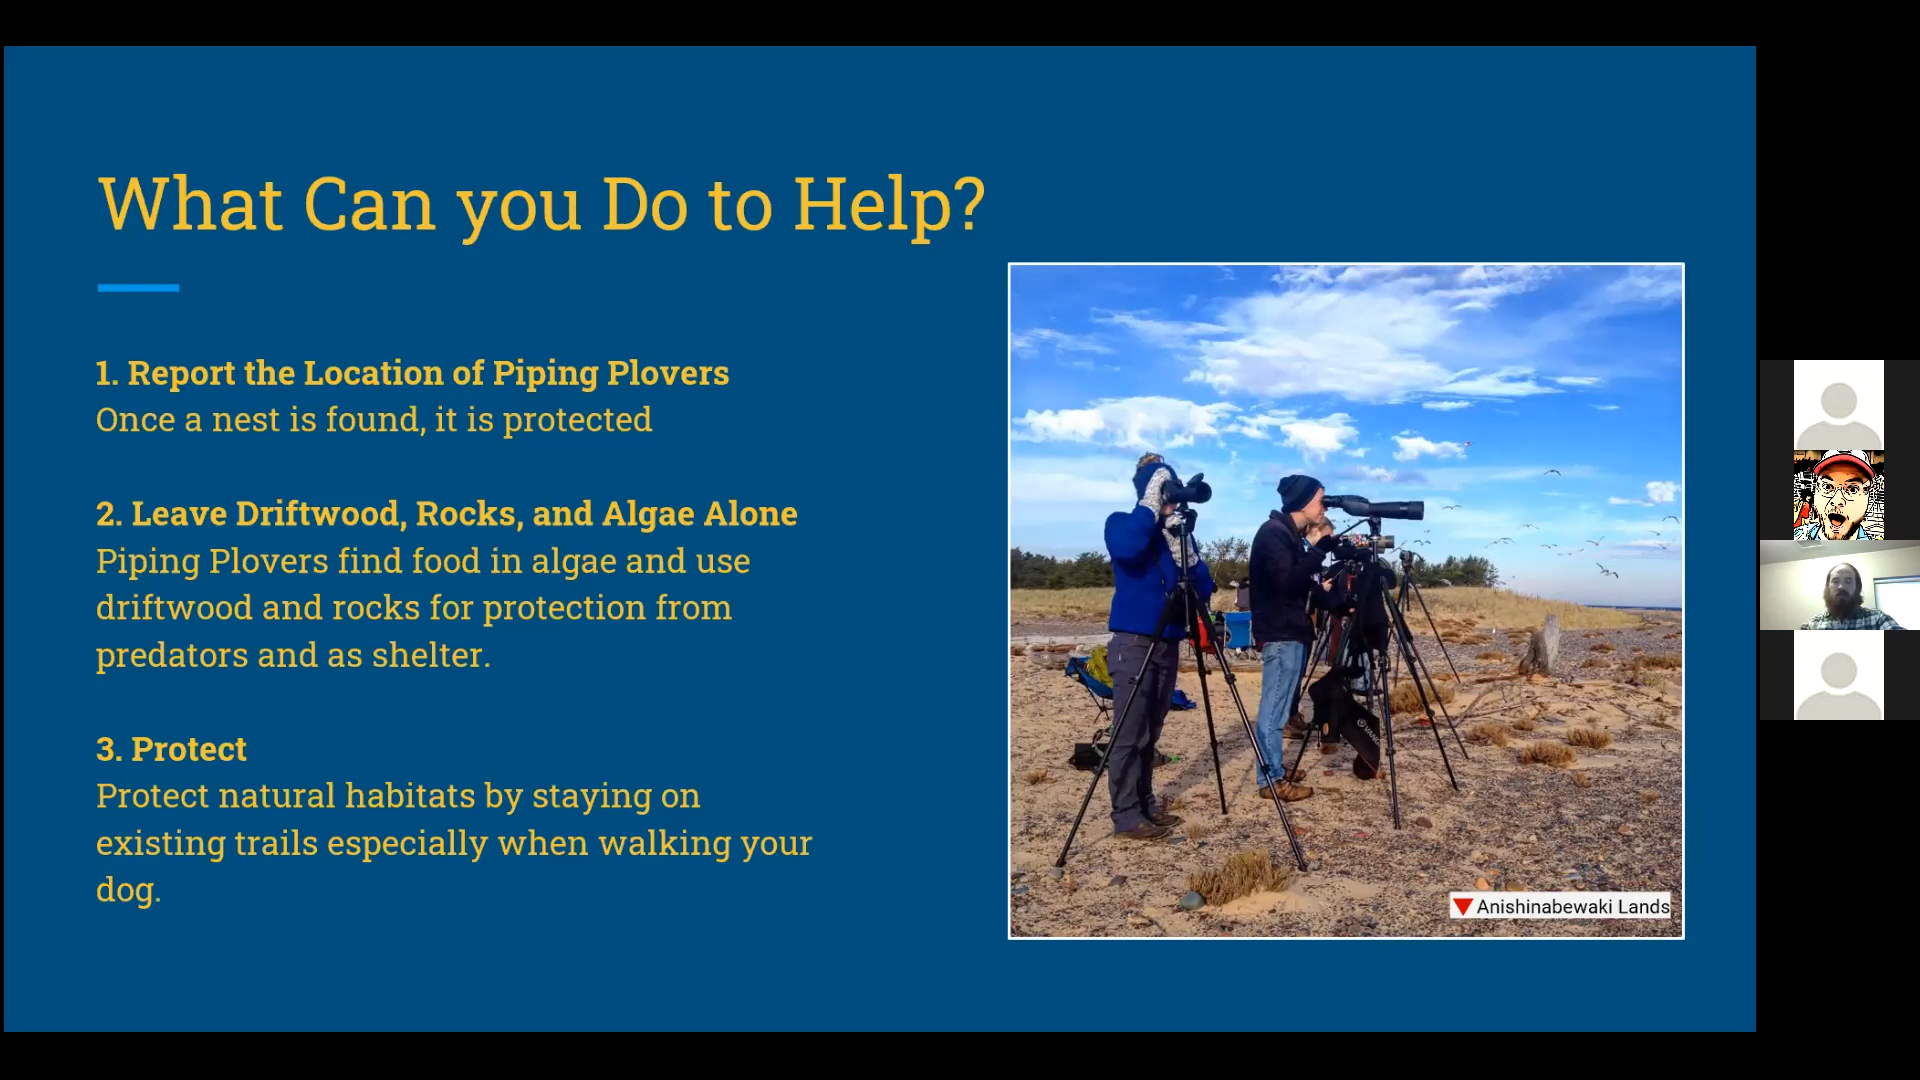 What Can you Do to Help?
1. Report the Location of Piping Plovers
Once a nest is found, it is protected
2. Leave Driftwood, Rocks, and Algae Alone
Piping Plovers find food in algae and use
driftwood and rocks for protection from
predators and as shelter.
3. Protect
Protect natural habitats by staying on
existing trails especially when walking your
dog.
Anishinabewaki Lands